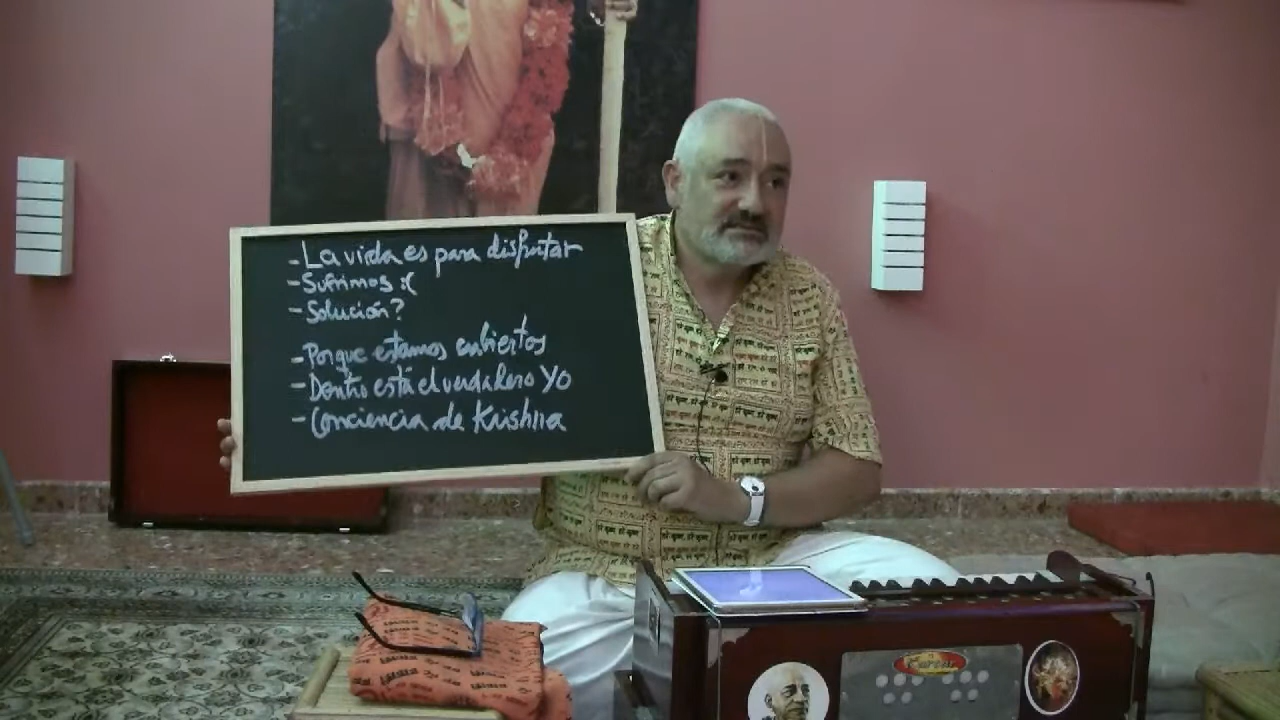 - La vida es para disfrutar
- Sufrimos :(
- Solución?
- Porque estamos cubiertos
- Dentro está el verdadero Yo
- Conciencia de Krishna